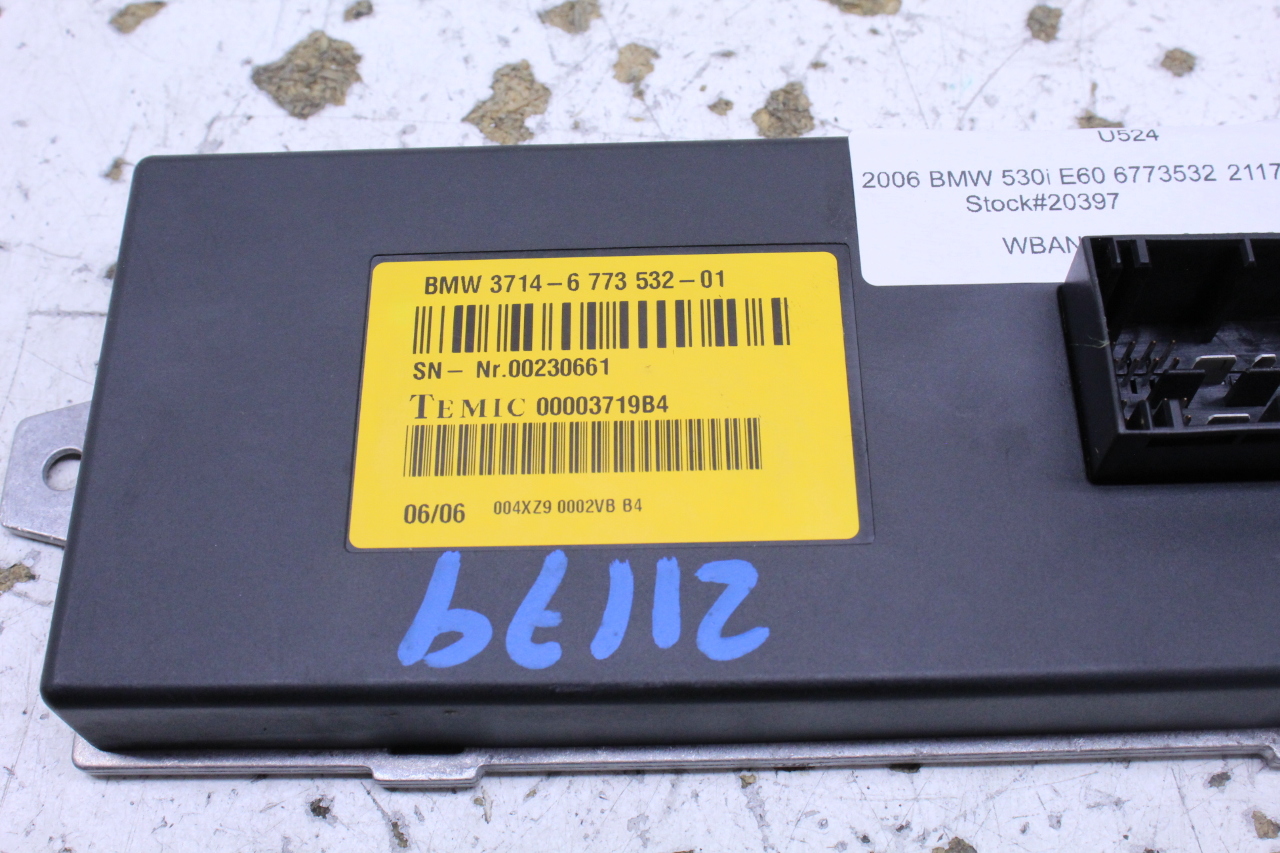 U524
2006 BMW 530i E60 6773532 2117
Stock#20397
WBAN
BMW 3714-6 773 532-01
SN- Nr.00230661
TEMIC 00003719B4
06/06 004XZ9 0002VB B4
21179